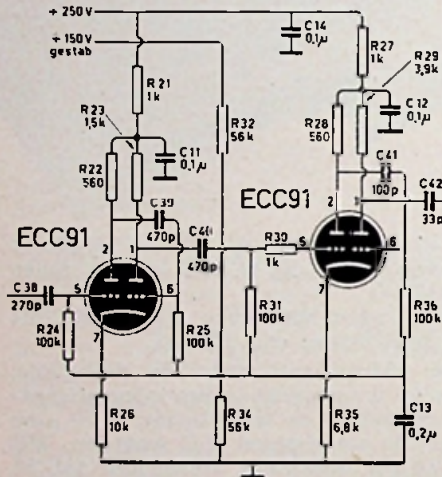 + 250V
+ 150V
gestab
C14
0,1µ
R27
1k
R29
3,9k
R21
1k
R32
56k
R23
1,5k
R28
560
C12
0,1µ
C11
0,1µ
R22
560
C41
100p
C39
470p
ECC91
2
1
C42
33p
ECC91
2
1
C40
470p
R30
1k
5
6
C38
270p
5
6
7
R24
100k
R25
100k
R31
100k
7
R36
100k
R26
10k
R34
56k
R35
6,8k
C13
0,2µ